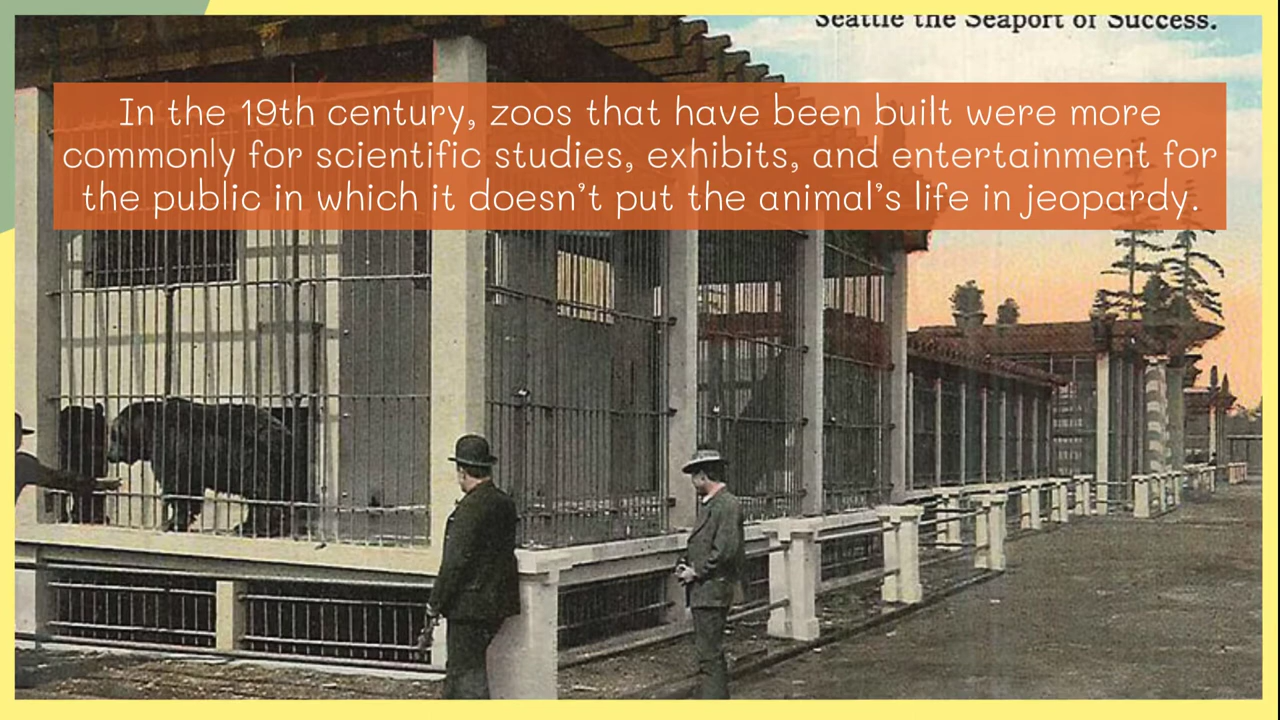 Seattle the Seaport of Success.
In the 19th century, zoos that have been built were more
commonly for scientific studies, exhibits, and entertainment for
the public in which it doesn't put the animal's life in jeopardy.